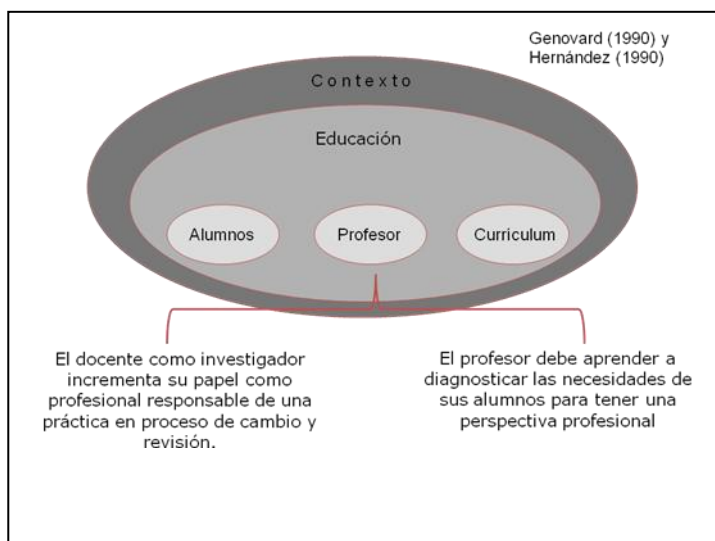 Genovard (1990) y
Hernández (1990)
Contexto
Educación
Alumnos
Profesor
Curriculum
El docente como investigador
incrementa su papel como
profesional responsable de una
práctica en proceso de cambio y
revisión.
El profesor debe aprender a
diagnosticar las necesidades de
sus alumnos para tener una
perspectiva profesional